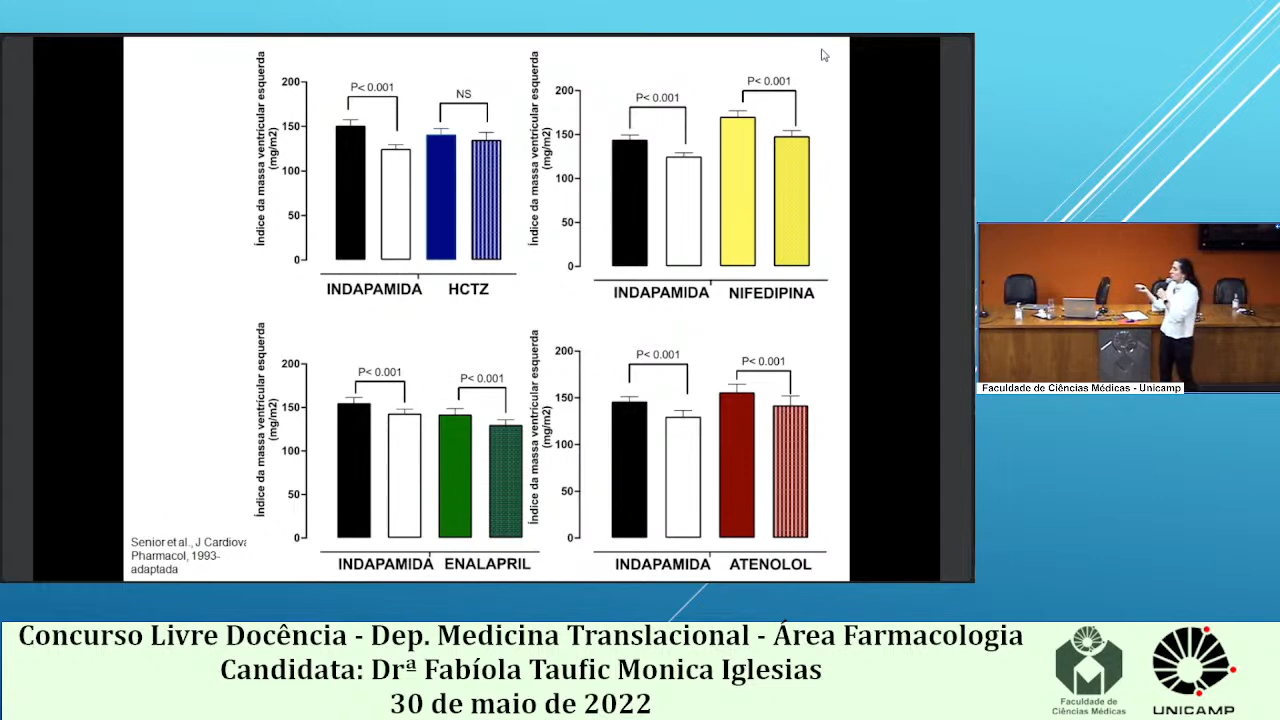 Índice da massa ventricular esquerda
(mg/m2)
200
150
100
50
0
P< 0.001
NS
INDAPAMIDA
HCTZ
Índice da massa ventricular esquerda
(mg/m2)
200
150
100
50
0
P< 0.001
P< 0.001
INDAPAMIDA
NIFEDIPINA
Índice da massa ventricular esquerda
(mg/m2)
200
150
100
50
0
P< 0.001
P< 0.001
INDAPAMIDA
ENALAPRIL
Índice da massa ventricular esquerda
(mg/m2)
200
150
100
50
0
P< 0.001
P< 0.001
INDAPAMIDA
ATENOLOL
Senior et al., J Cardiova
Pharmacol, 1993-
adaptada
Faculdade de Ciências Médicas - Unicamp
Concurso Livre Docência - Dep. Medicina Translacional - Área Farmacologia
Candidata: Drª Fabíola Taufic Monica Iglesias
30 de maio de 2022
Faculdade de
Ciências Médicas
UNICAMP